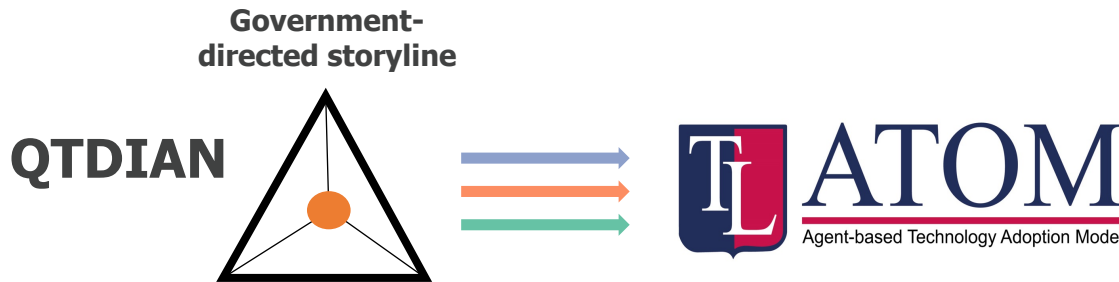 Government-
directed storyline
QTDIAN
TL
ATOM
Agent-based Technology Adoption Mode